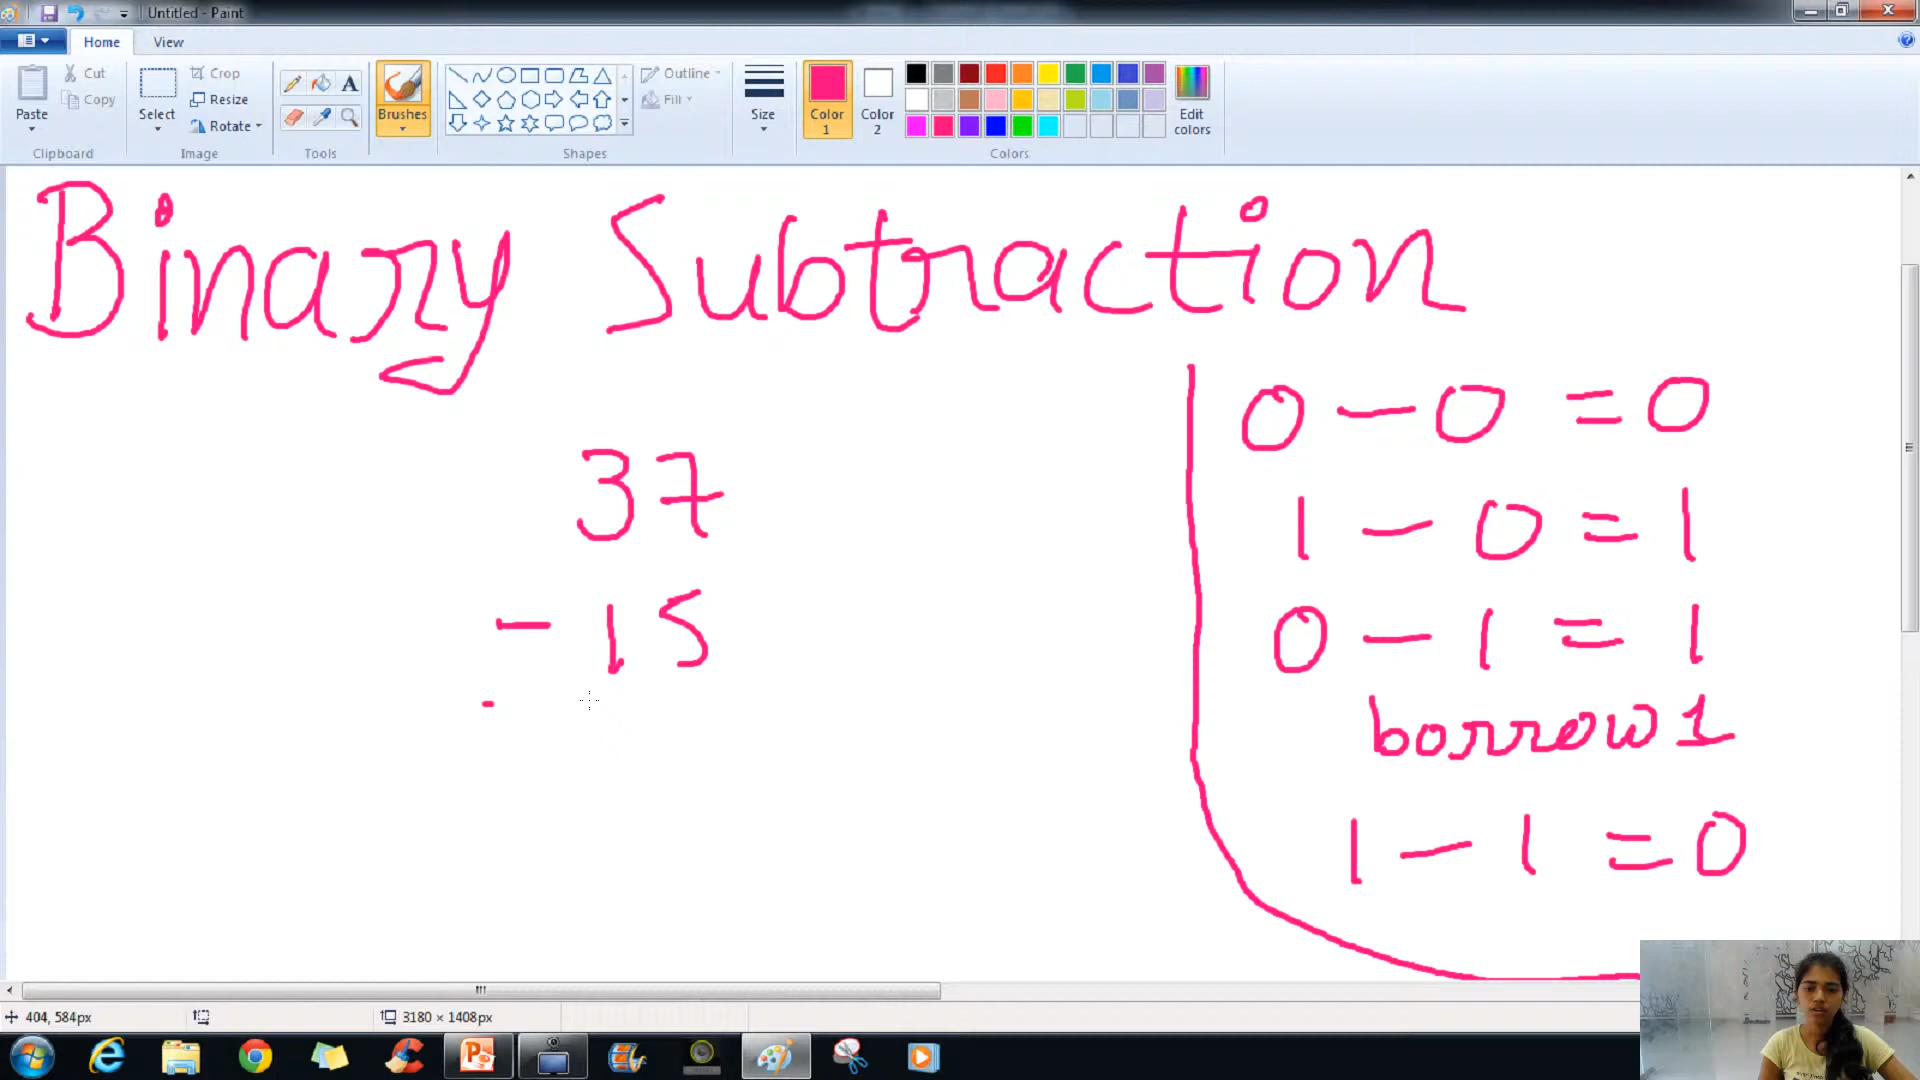 Untitled - Paint
Home View
Paste
Cut
Copy
Clipboard
Select
Crop
Resize
Rotate
Image
Tools
Brushes
Shapes
Outline
Fill
Size
Color 1
Color 2
Edit colors
Colors
Binary Subtraction
37
- 15
0 - 0 = 0
1 - 0 = 1
0 - 1 = 1
borrow 1
1 - 1 = 0
404, 584px
3180 × 1408px